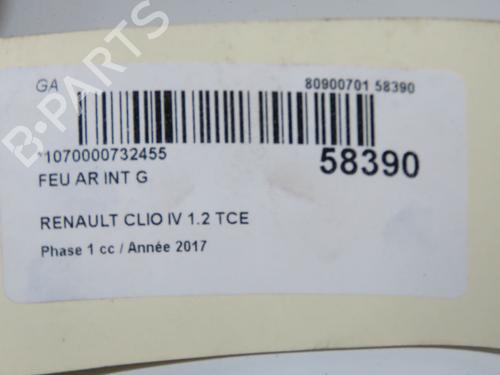 GA 80900701 58390
*1070000732455
58390
FEU AR INT G
RENAULT CLIO IV 1.2 TCE
Phase 1 cc / Année 2017
B-PARTS